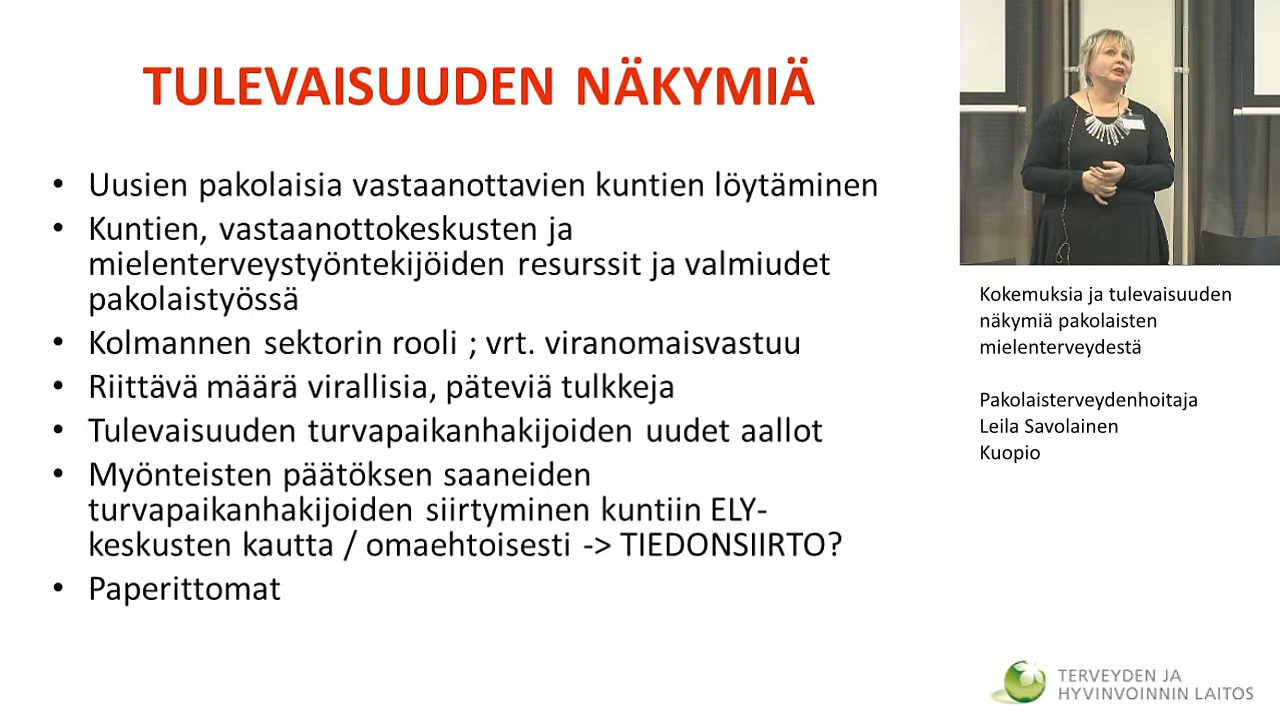 TULEVAISUUDEN NÄKYMIÄ
• Uusien pakolaisia vastaanottavien kuntien löytäminen
• Kuntien, vastaanottokeskusten ja
mielenterveystyöntekijöiden resurssit ja valmiudet
pakolaistyössä
• Kolmannen sektorin rooli ; vrt. viranomaisvastuu
• Riittävä määrä virallisia, päteviä tulkkeja
• Tulevaisuuden turvapaikanhakijoiden uudet aallot
• Myönteisten päätöksen saaneiden
turvapaikanhakijoiden siirtyminen kuntiin ELY-
keskusten kautta / omaehtoisesti -> TIEDONSIIRTO?
• Paperittomat
Kokemuksia ja tulevaisuuden
näkymiä pakolaisten
mielenterveydestä
Pakolaisterveydenhoitaja
Leila Savolainen
Kuopio
TERVEYDEN JA
HYVINVOINNIN LAITOS